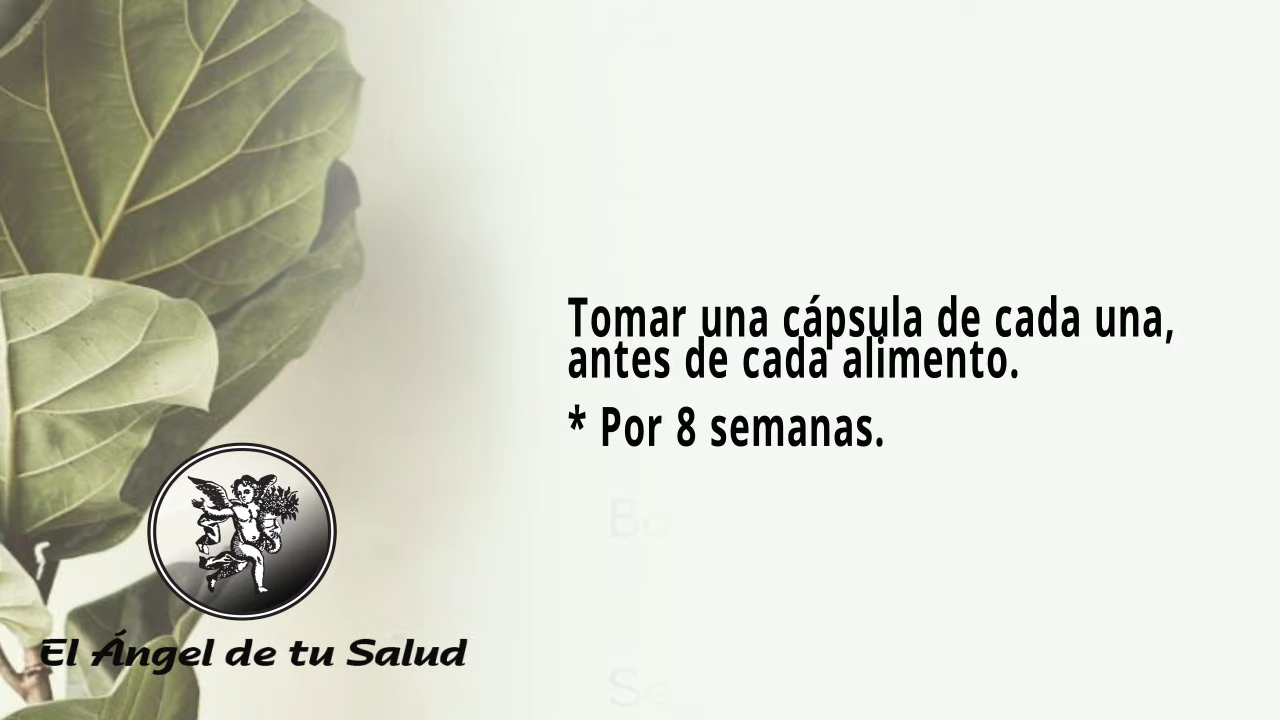 Tomar una cápsula de cada una,
antes de cada alimento.
* Por 8 semanas.
El Ángel de tu Salud